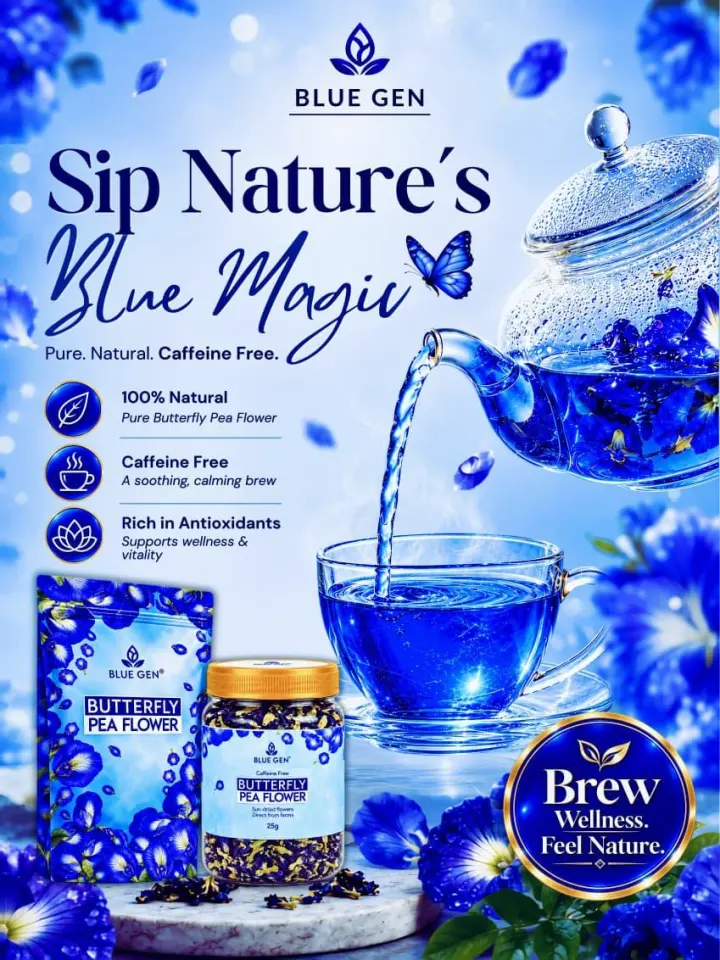 BLUE GEN
Sip Nature´s
Blue Magic
Pure. Natural. Caffeine Free.
100% Natural
Pure Butterfly Pea Flower
Caffeine Free
A soothing, calming brew
Rich in Antioxidants
Supports wellness &
vitality
BLUE GEN®
BUTTERFLY
PEA FLOWER
BLUE GEN®
Caffeine Free
BUTTERFLY
PEA FLOWER
Sun-dried flowers
Direct from farms
25g
Brew
Wellness.
Feel Nature.